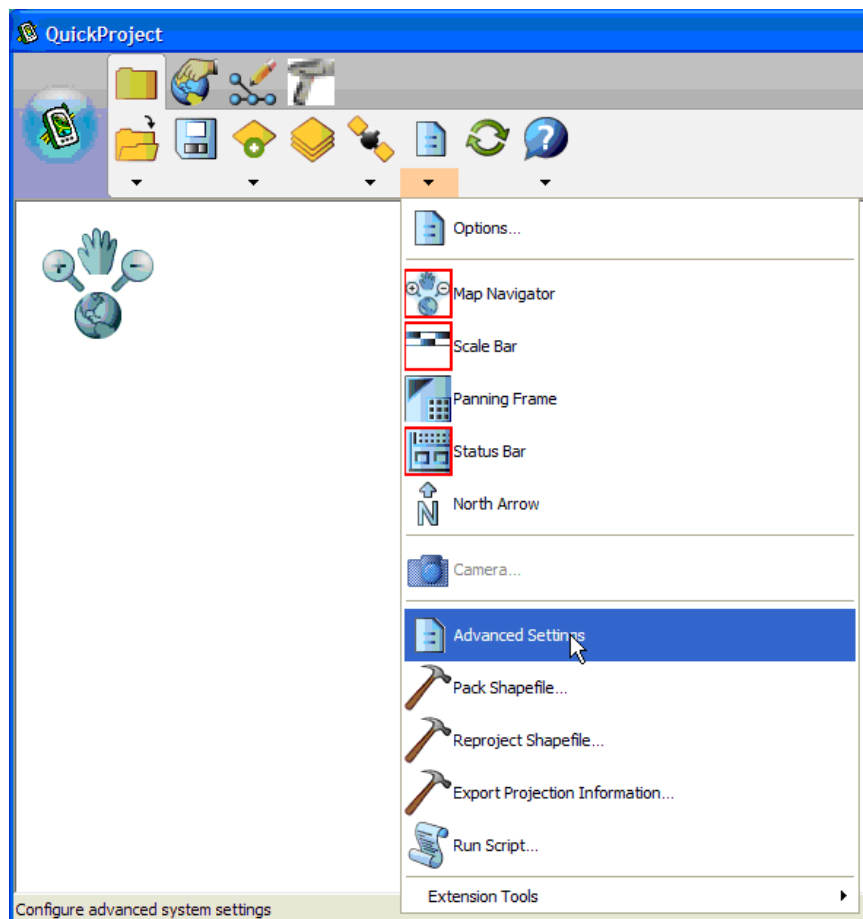 QuickProject
Options...
Map Navigator
Scale Bar
Panning Frame
Status Bar
N
North Arrow
Camera...
Advanced Settings
Pack Shapefile...
Reproject Shapefile...
Export Projection Information...
Run Script...
Extension Tools
Configure advanced system settings